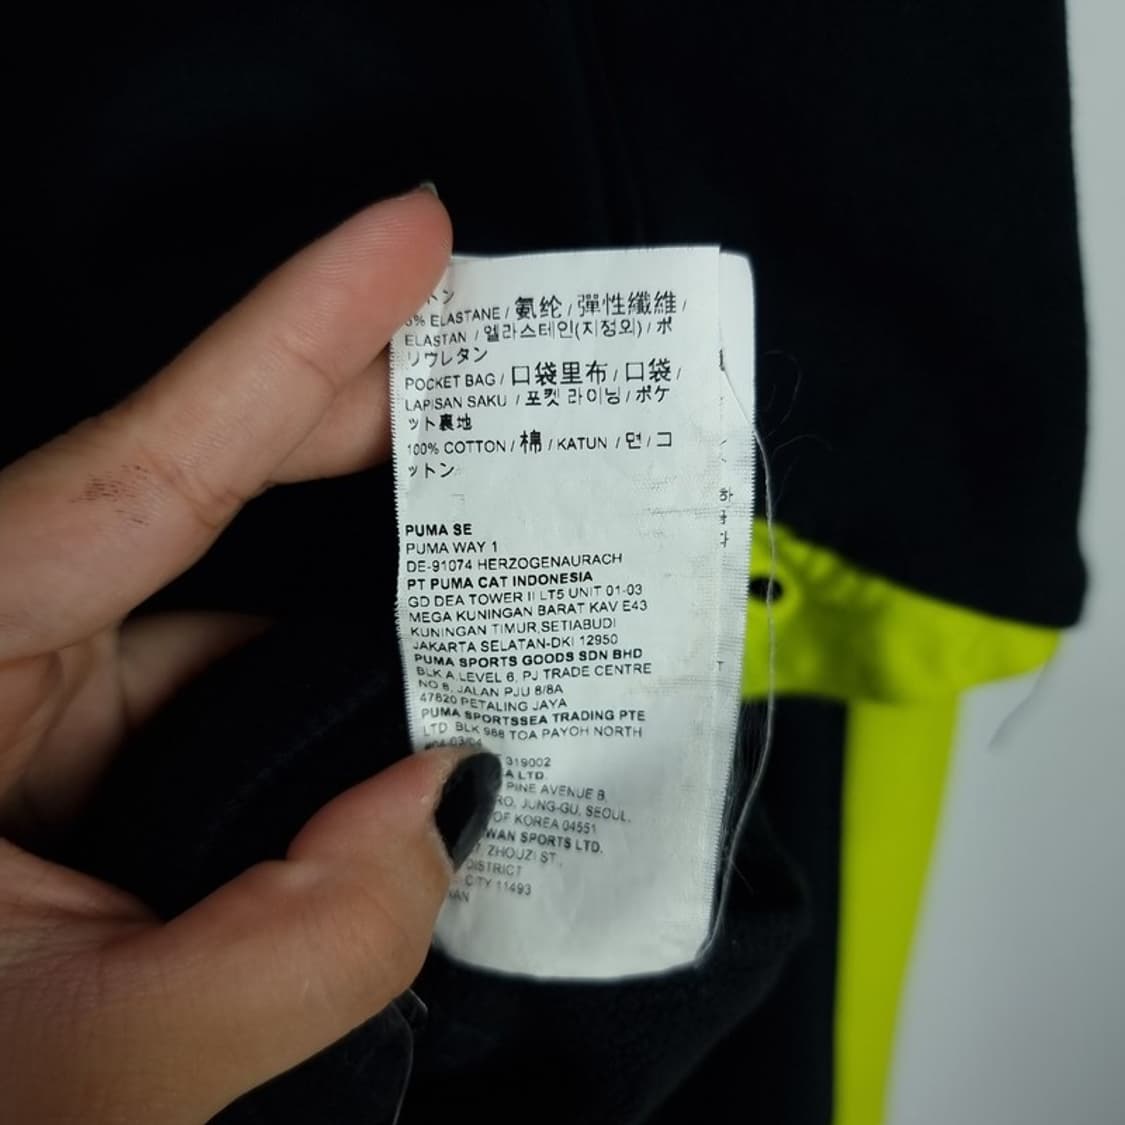 トン
% ELASTANE / 氨纶 / 彈性纖維 /
ELASTAN / 엘라스테인(지정외) / ポ
リウレタン
POCKET BAG / 口袋里布 / 口袋 /
LAPISAN SAKU / 포켓 라이닝 / ポケ
ット裏地
100% COTTON / 棉 / KATUN / 면 / コ
ットン
PUMA SE
PUMA WAY 1
DE-91074 HERZOGENAURACH
PT PUMA CAT INDONESIA
GD DEA TOWER II LT5 UNIT 01-03
MEGA KUNINGAN BARAT KAV E43
KUNINGAN TIMUR,SETIABUDI
JAKARTA SELATAN-DKI 12950
PUMA SPORTS GOODS SDN BHD
BLK A,LEVEL 6, PJ TRADE CENTRE
NO 8, JALAN PJU 8/8A
47820 PETALING JAYA
PUMA SPORTSSEA TRADING PTE
LTD BLK 988 TOA PAYOH NORTH
#04-03/04
319002
A LTD.
PINE AVENUE B,
RO, JUNG-GU, SEOUL,
OF KOREA 04551
WAN SPORTS LTD.
ZHOUZI ST.,
DISTRICT
CITY 11493